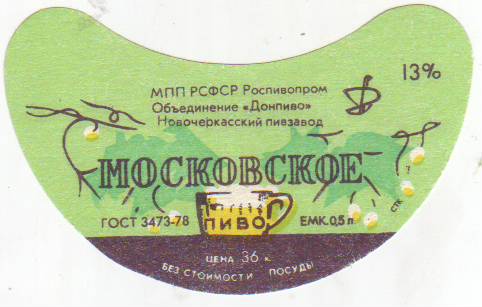 МПП РСФСР Роспивопром
Объединение «Донпиво»
Новочеркасский пивзавод
13%
МОСКОВСКОЕ
ГОСТ 3473-78
ПИВО
ЕМК. 0,5 л.
СТК
ЦЕНА 36 к.
БЕЗ СТОИМОСТИ ПОСУДЫ